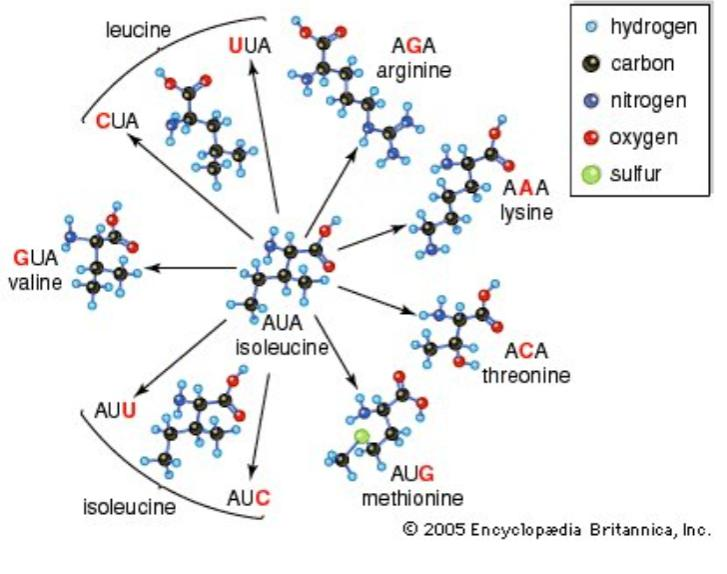 leucine
UUA
CUA
AGA
arginine
hydrogen
carbon
nitrogen
oxygen
sulfur
AAA
lysine
GUA
valine
AUA
isoleucine
ACA
threonine
AUU
AUC
isoleucine
AUG
methionine
© 2005 Encyclopædia Britannica, Inc.